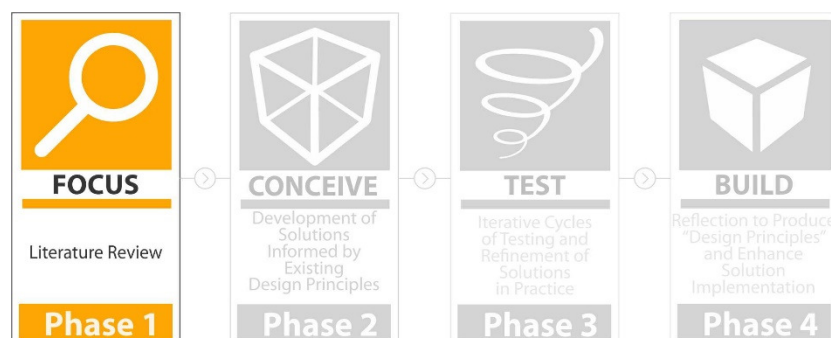 FOCUS
Literature Review
Phase 1
CONCEIVE
Development of
Solutions
Informed by
Existing
Design Principles
Phase 2
TEST
Iterative Cycles
of Testing and
Refinement of
Solutions
in Practice
Phase 3
BUILD
Reflection to Produce
“Design Principles”
and Enhance
Solution
Implementation
Phase 4